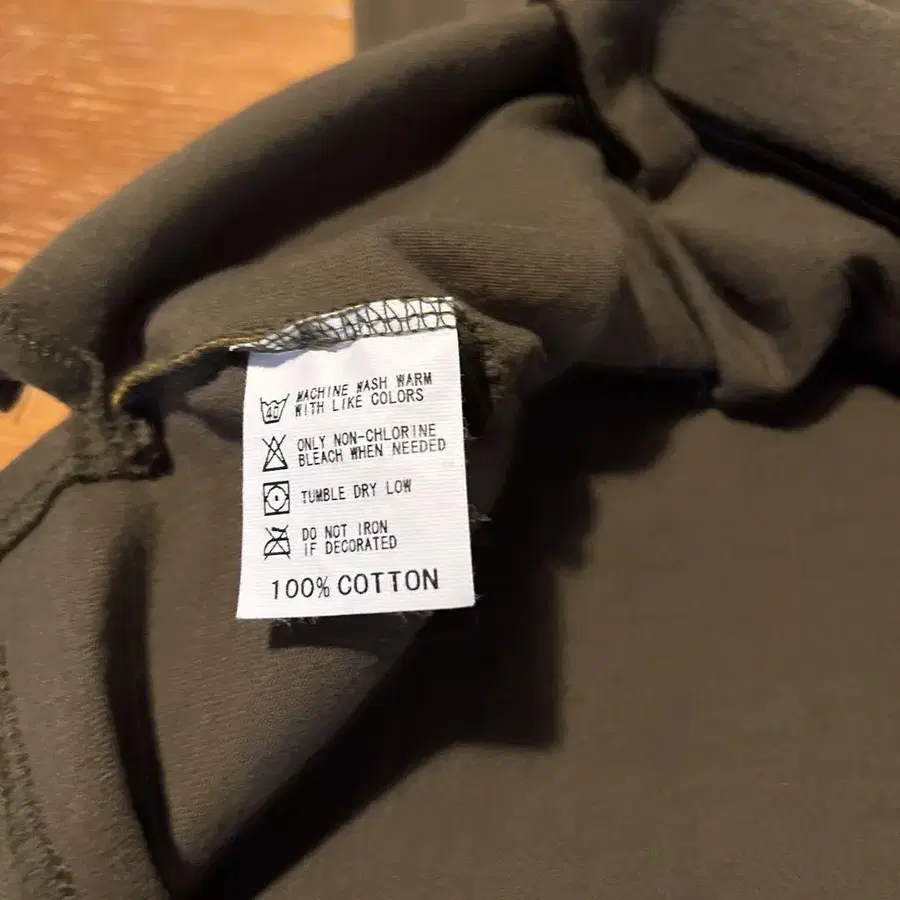 40
MACHINE WASH WARM
WITH LIKE COLORS
ONLY NON-CHLORINE
BLEACH WHEN NEEDED
TUMBLE DRY LOW
DO NOT IRON
IF DECORATED
100% COTTON